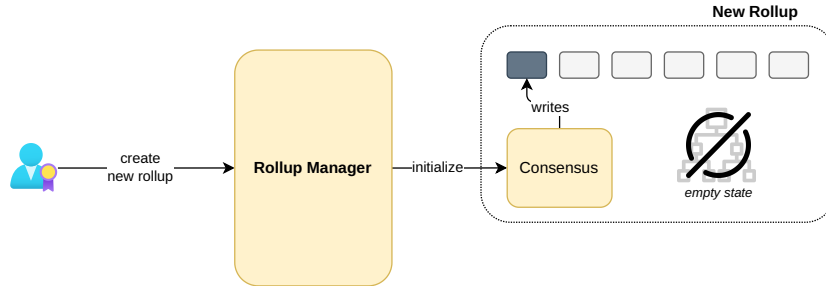 New Rollup
writes
create
new rollup
Rollup Manager
initialize
Consensus
empty state